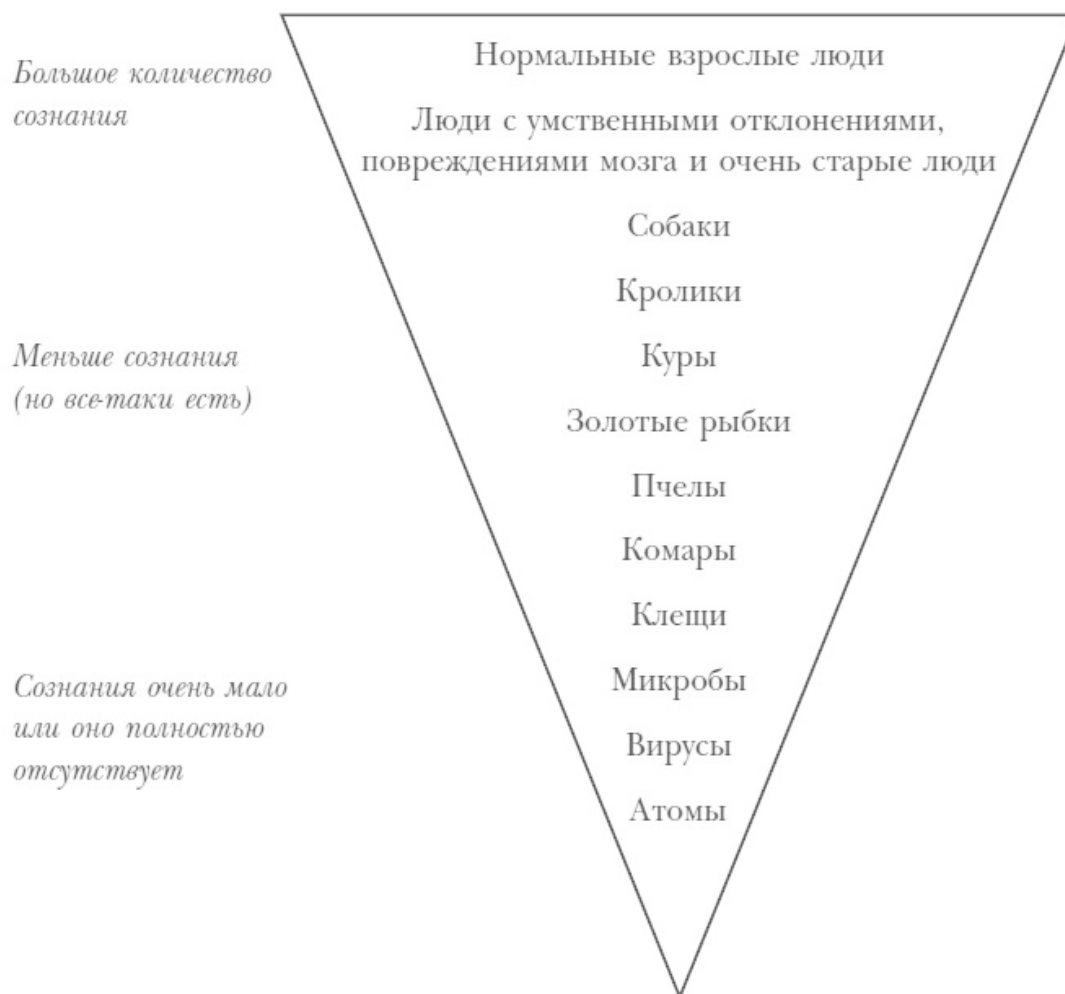 Большое количество
сознания
Нормальные взрослые люди
Люди с умственными отклонениями,
повреждениями мозга и очень старые люди
Собаки
Кролики
Меньше сознания
(но все-таки есть)
Куры
Золотые рыбки
Пчелы
Комары
Клещи
Сознания очень мало
или оно полностью
отсутствует
Микробы
Вирусы
Атомы